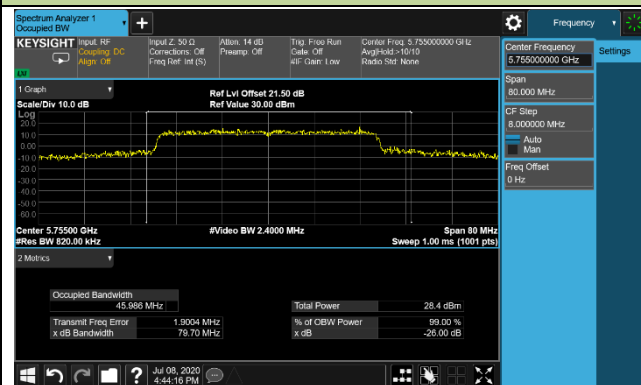 Spectrum Analyzer 1
Occupied BW
Frequency
KEYSIGHT
Input: RF
Coupling: DC
Align: Off
Input Z: 50 Ω
Corrections: Off
Freq Ref: Int (S)
Atten: 14 dB
Preamp: Off
Trig: Free Run
Gate: Off
#IF Gain: Low
Center Freq: 5.755000000 GHz
Avg|Hold:>10/10
Radio Std: None
LXI
Center Frequency
5.755000000 GHz
Settings
Span
80.000 MHz
CF Step
8.000000 MHz
Auto
Man
Freq Offset
0 Hz
1 Graph
Scale/Div 10.0 dB
Ref Lvl Offset 21.50 dB
Ref Value 30.00 dBm
Log
20.0
10.0
0.00
-10.0
-20.0
-30.0
-40.0
-50.0
-60.0
Center 5.75500 GHz
#Res BW 820.00 kHz
#Video BW 2.4000 MHz
Span 80 MHz
Sweep 1.00 ms (1001 pts)
2 Metrics
Occupied Bandwidth
45.986 MHz
Total Power
28.4 dBm
Transmit Freq Error
1.9004 MHz
% of OBW Power
99.00 %
x dB Bandwidth
79.70 MHz
x dB
-26.00 dB
?
Jul 08, 2020
4:44:16 PM